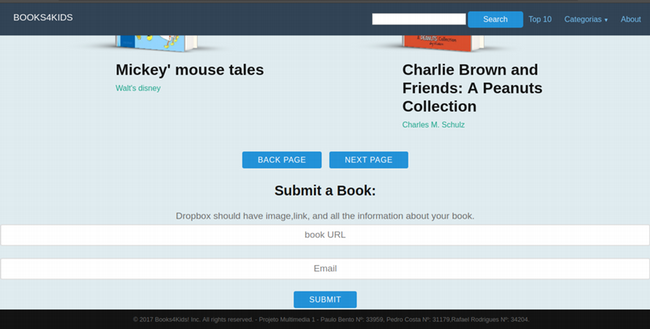 BOOKS4KIDS
Search
Top 10
Categorias ▾
About
Mickey' mouse tales
Walt's disney
Charlie Brown and
Friends: A Peanuts
Collection
Charles M. Schulz
BACK PAGE
NEXT PAGE
Submit a Book:
Dropbox should have image,link, and all the information about your book.
book URL
Email
SUBMIT
© 2017 Books4Kids! Inc. All rights reserved. - Projeto Multimedia 1 - Paulo Bento Nº: 33959. Pedro Costa Nº: 31179,Rafael Rodrigues Nº: 34204.